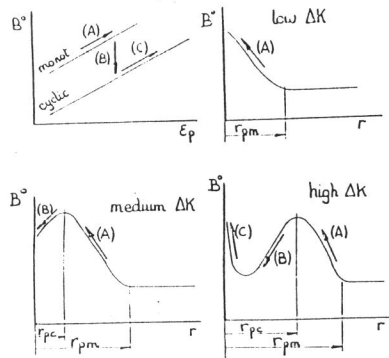 B°
(A)
(B)
(C)
monot
cyclic
εp
B°
low ΔK
(A)
rpm
r
B°
medium ΔK
(B)
(A)
rpc
rpm
r
B°
high ΔK
(C)
(B)
(A)
rpc
rpm
r